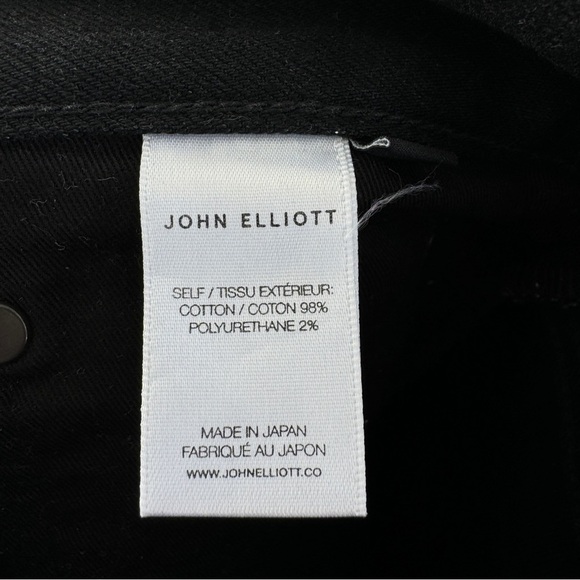 JOHN ELLIOTT
SELF / TISSU EXTÉRIEUR:
COTTON / COTON 98%
POLYURETHANE 2%
MADE IN JAPAN
FABRIQUÉ AU JAPON
WWW.JOHNELLIOTT.CO